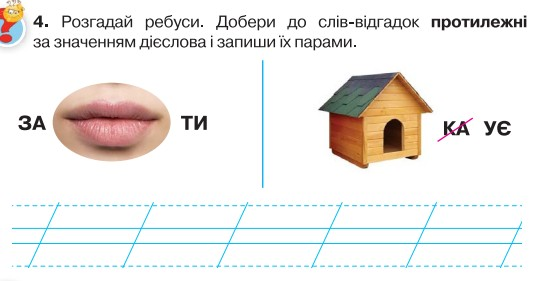 4. Розгадай ребуси. Добери до слів-відгадок протилежні
за значенням дієслова і запиши їх парами.
ЗА ТИ КА УЄ